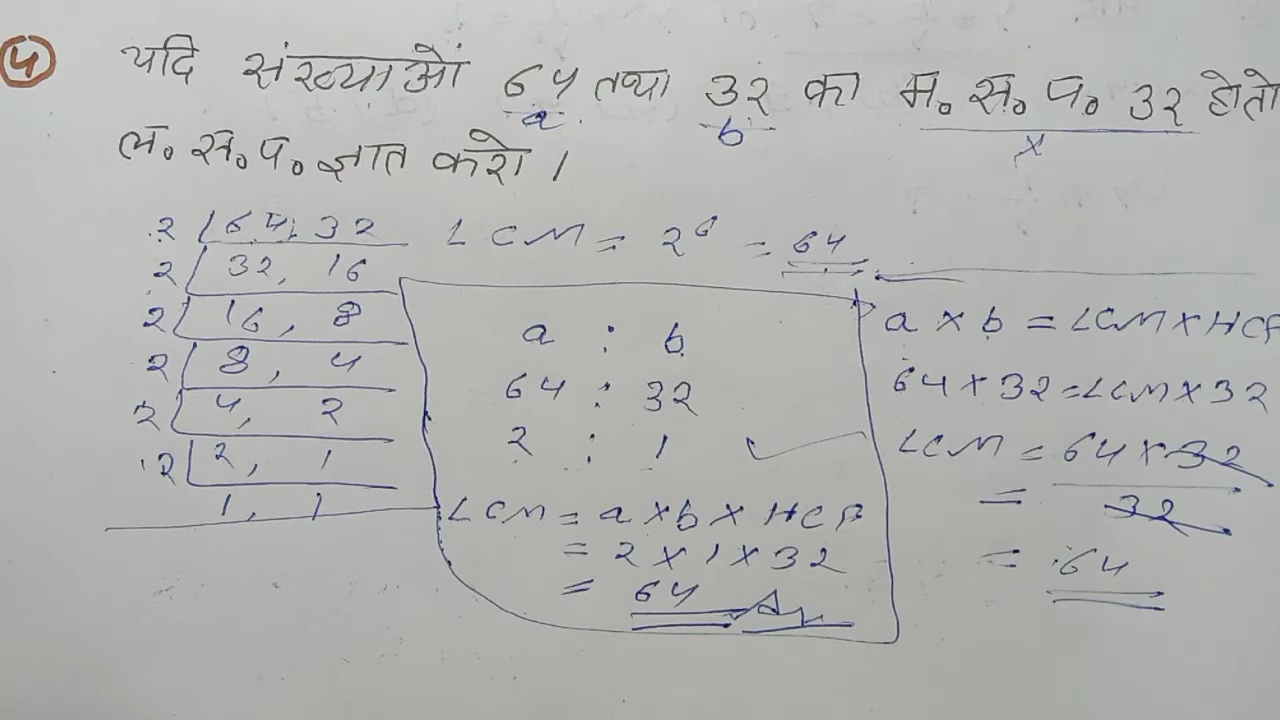 ५ यदि संख्याओं 64 तथा 32 का म. स. प. 32 होतो
a b x
ल. स. प. ज्ञात करो ।
2 64, 32
2 32, 16
2 16, 8
2 8, 4
2 4, 2
2 2, 1
1, 1
LCM = 2⁶ = 64
a : b
64 : 32
2 : 1 ✓
LCM = a x b x HCF
= 2 x 1 x 32
= 64 Ans
a x b = LCM x HCF
64 x 32 = LCM x 32
LCM = 64 x 32
= 32
= 64